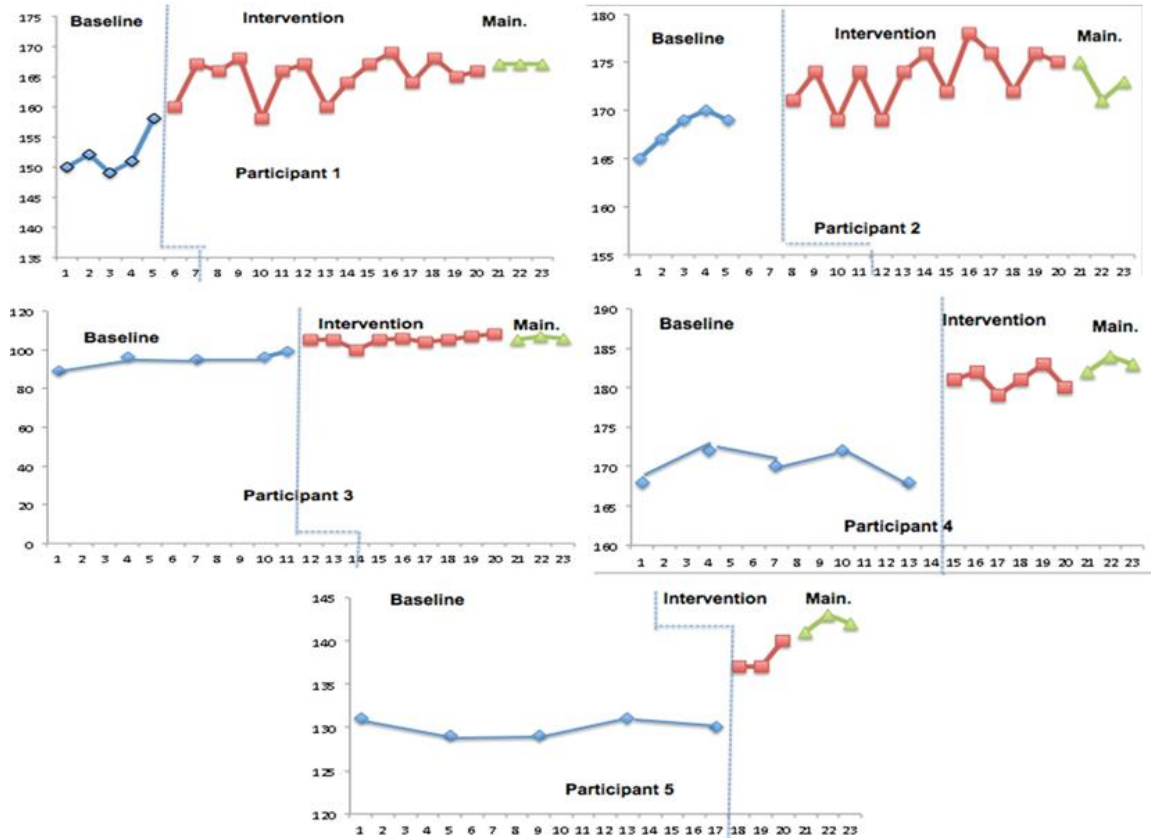 Baseline Intervention Main.
175
170
165
160
155
150
145
140
135
Participant 1
1 2 3 4 5 6 7 8 9 10 11 12 13 14 15 16 17 18 19 20 21 22 23
Baseline Intervention Main.
180
175
170
165
160
155
Participant 2
1 2 3 4 5 6 7 8 9 10 11 12 13 14 15 16 17 18 19 20 21 22 23
Baseline Intervention Main.
120
100
80
60
40
20
0
Participant 3
1 2 3 4 5 6 7 8 9 10 11 12 13 14 15 16 17 18 19 20 21 22 23
Baseline Intervention Main.
190
185
180
175
170
165
160
Participant 4
1 2 3 4 5 6 7 8 9 10 11 12 13 14 15 16 17 18 19 20 21 22 23
Baseline Intervention Main.
145
140
135
130
125
120
Participant 5
1 2 3 4 5 6 7 8 9 10 11 12 13 14 15 16 17 18 19 20 21 22 23